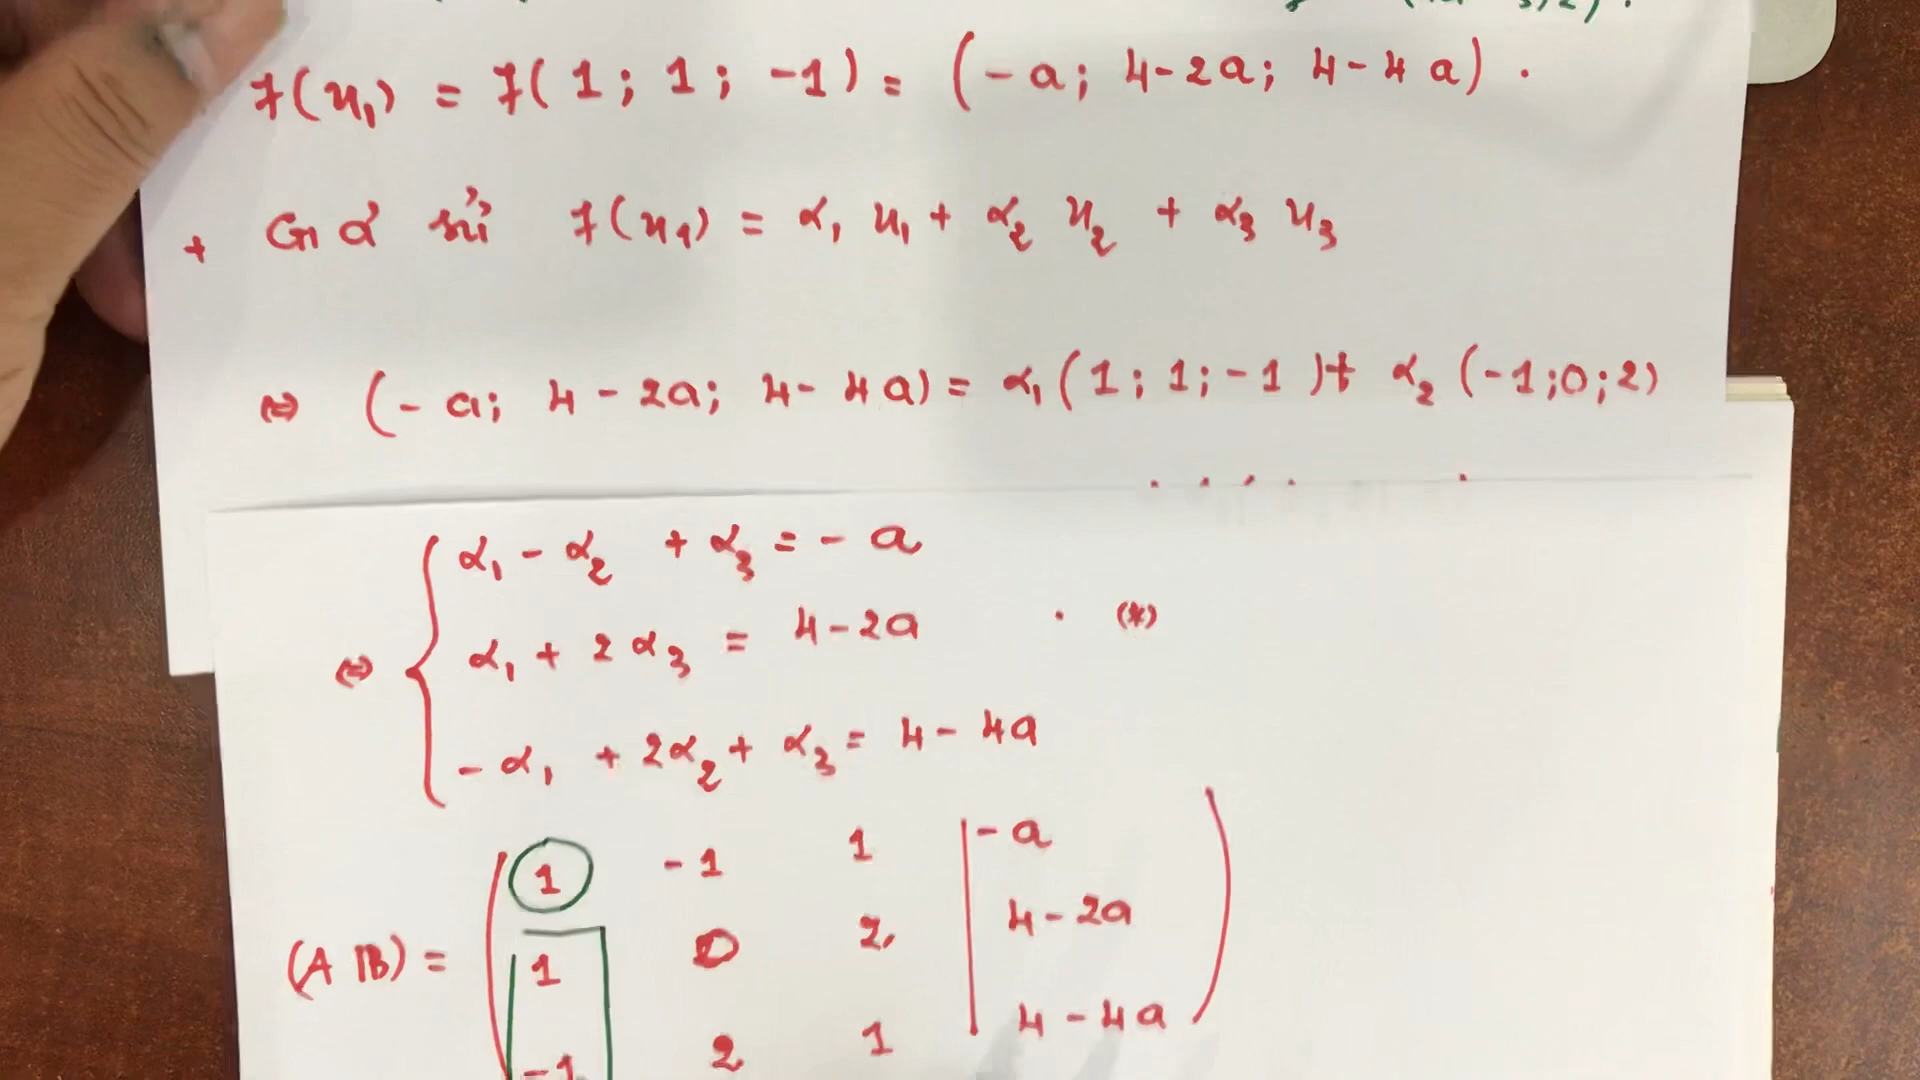 f(u₁) = f(1; 1; -1) = (-a; 4-2a; 4-4a).
+ Giả sử f(u₁) = α₁ u₁ + α₂ u₂ + α₃ u₃
⇔ (-a; 4-2a; 4-4a) = α₁(1; 1; -1) + α₂(-1; 0; 2)
α₁ - α₂ + α₃ = -a
⇔ { α₁ + 2α₃ = 4-2a . (*)
-α₁ + 2α₂ + α₃ = 4-4a
1 -1 1 | -a
(A|B) = ( 1 0 2 | 4-2a )
-1 2 1 | 4-4a